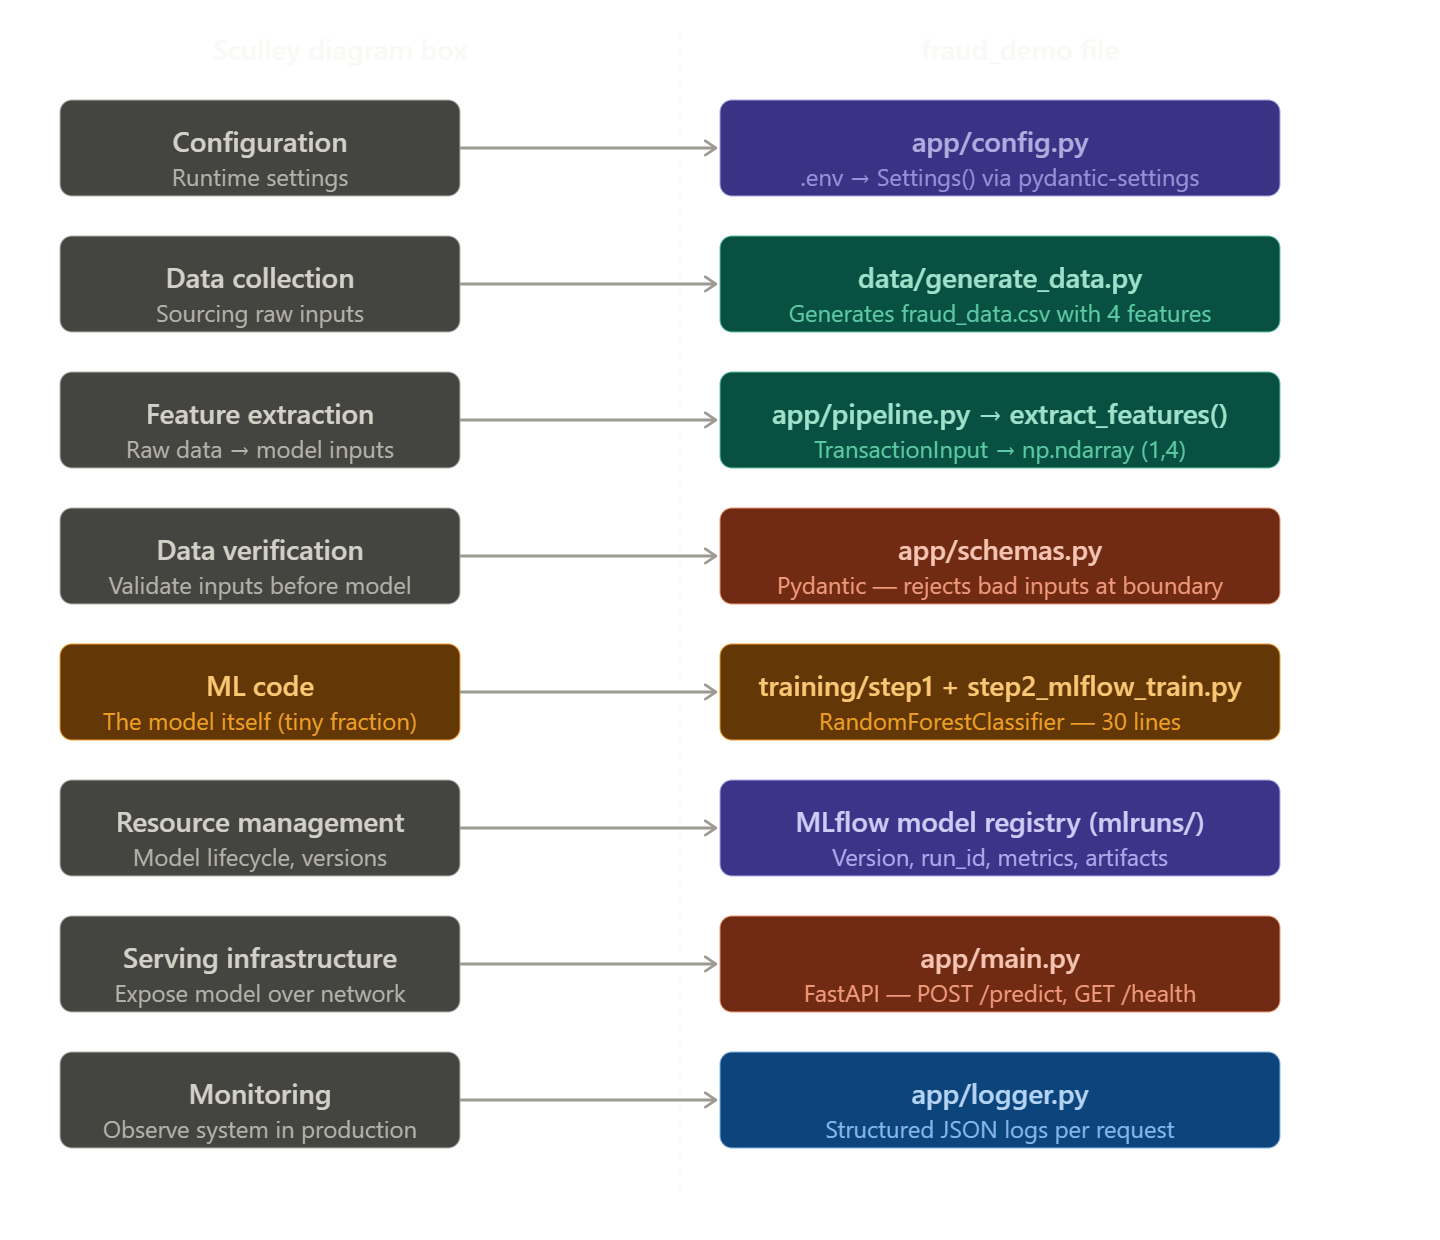 Sculley diagram box
fraud_demo file
Configuration
Runtime settings
app/config.py
.env → Settings() via pydantic-settings
Data collection
Sourcing raw inputs
data/generate_data.py
Generates fraud_data.csv with 4 features
Feature extraction
Raw data → model inputs
app/pipeline.py → extract_features()
TransactionInput → np.ndarray (1,4)
Data verification
Validate inputs before model
app/schemas.py
Pydantic — rejects bad inputs at boundary
ML code
The model itself (tiny fraction)
training/step1 + step2_mlflow_train.py
RandomForestClassifier — 30 lines
Resource management
Model lifecycle, versions
MLflow model registry (mlruns/)
Version, run_id, metrics, artifacts
Serving infrastructure
Expose model over network
app/main.py
FastAPI — POST /predict, GET /health
Monitoring
Observe system in production
app/logger.py
Structured JSON logs per request